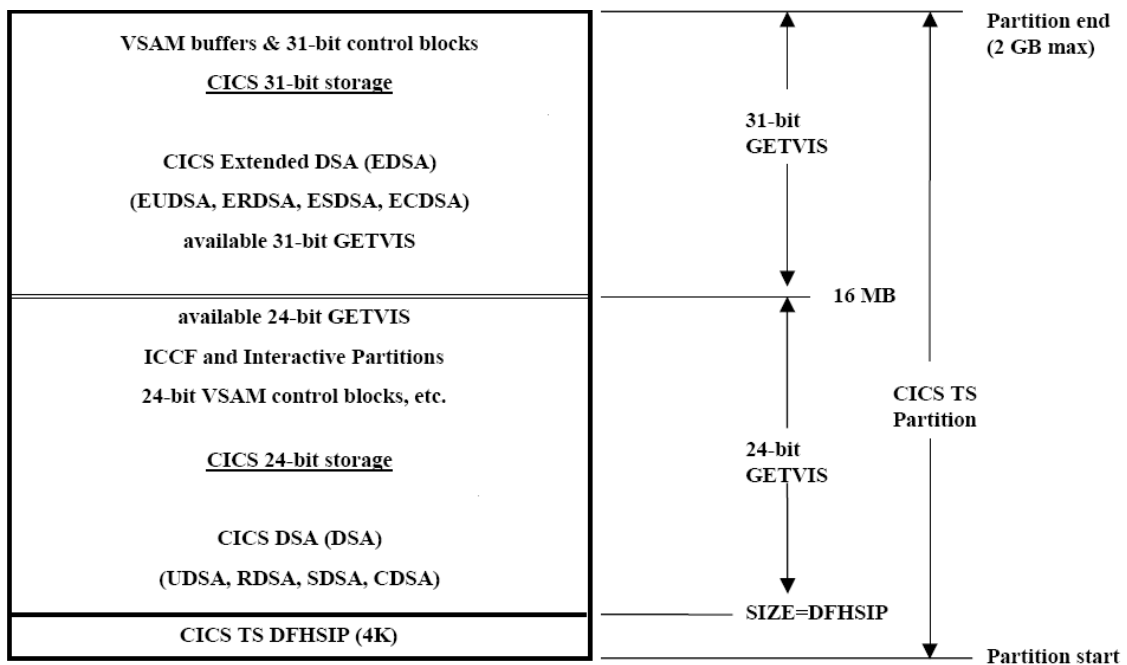 VSAM buffers & 31-bit control blocks
CICS 31-bit storage
CICS Extended DSA (EDSA)
(EUDSA, ERDSA, ESDSA, ECDSA)
available 31-bit GETVIS
available 24-bit GETVIS
ICCF and Interactive Partitions
24-bit VSAM control blocks, etc.
CICS 24-bit storage
CICS DSA (DSA)
(UDSA, RDSA, SDSA, CDSA)
CICS TS DFHSIP (4K)
31-bit
GETVIS
16 MB
24-bit
GETVIS
SIZE=DFHSIP
CICS TS
Partition
Partition end
(2 GB max)
Partition start